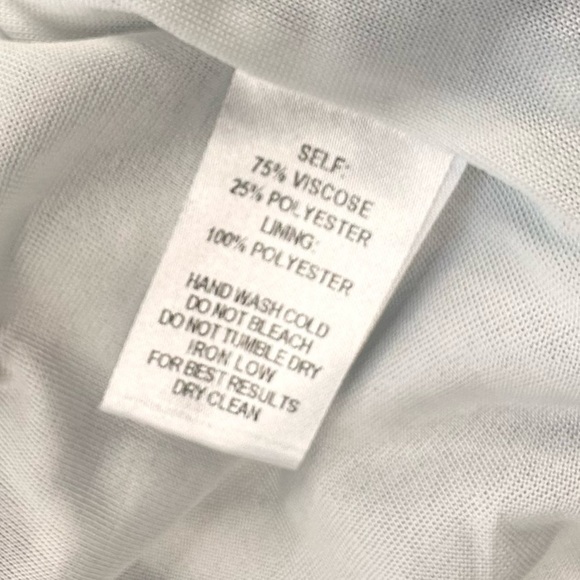 SELF:
75% VISCOSE
25% POLYESTER
LINING:
100% POLYESTER
HAND WASH COLD
DO NOT BLEACH
DO NOT TUMBLE DRY
IRON LOW
FOR BEST RESULTS
DRY CLEAN